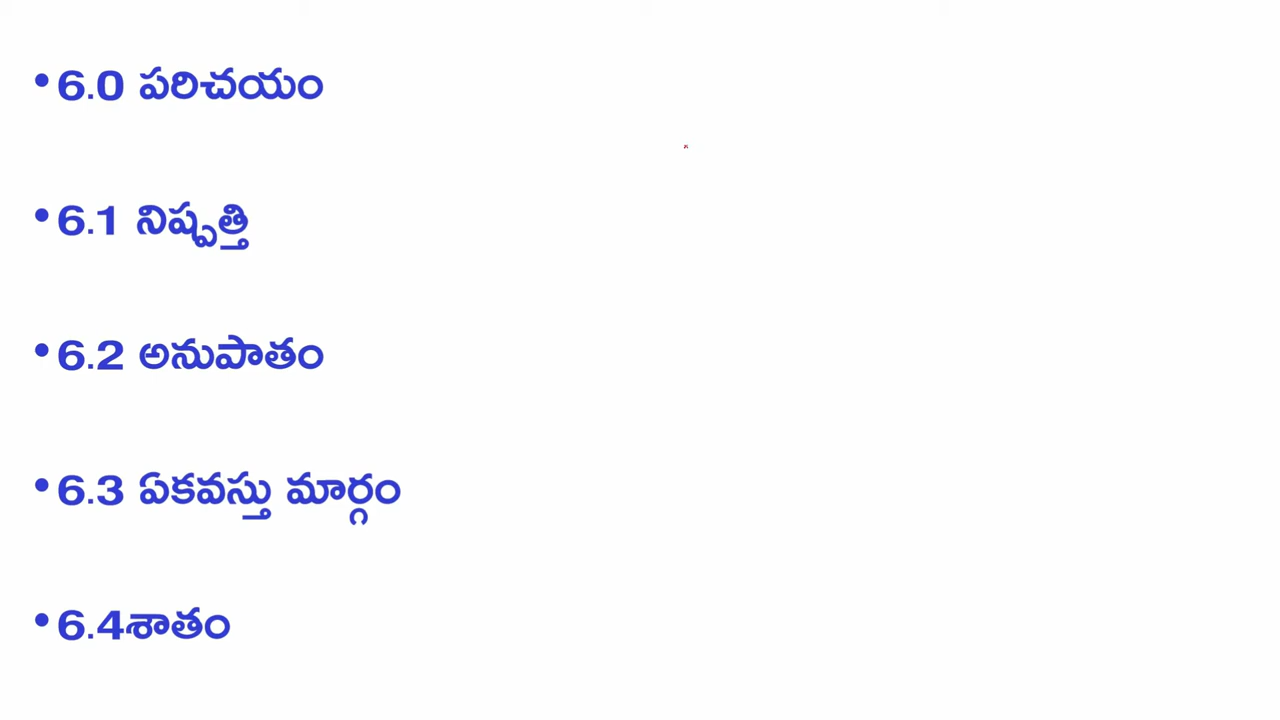 •6.0 పరిచయం
•6.1 నిష్పత్తి
•6.2 అనుపాతం
•6.3 ఏకవస్తు మార్గం
•6.4శాతం